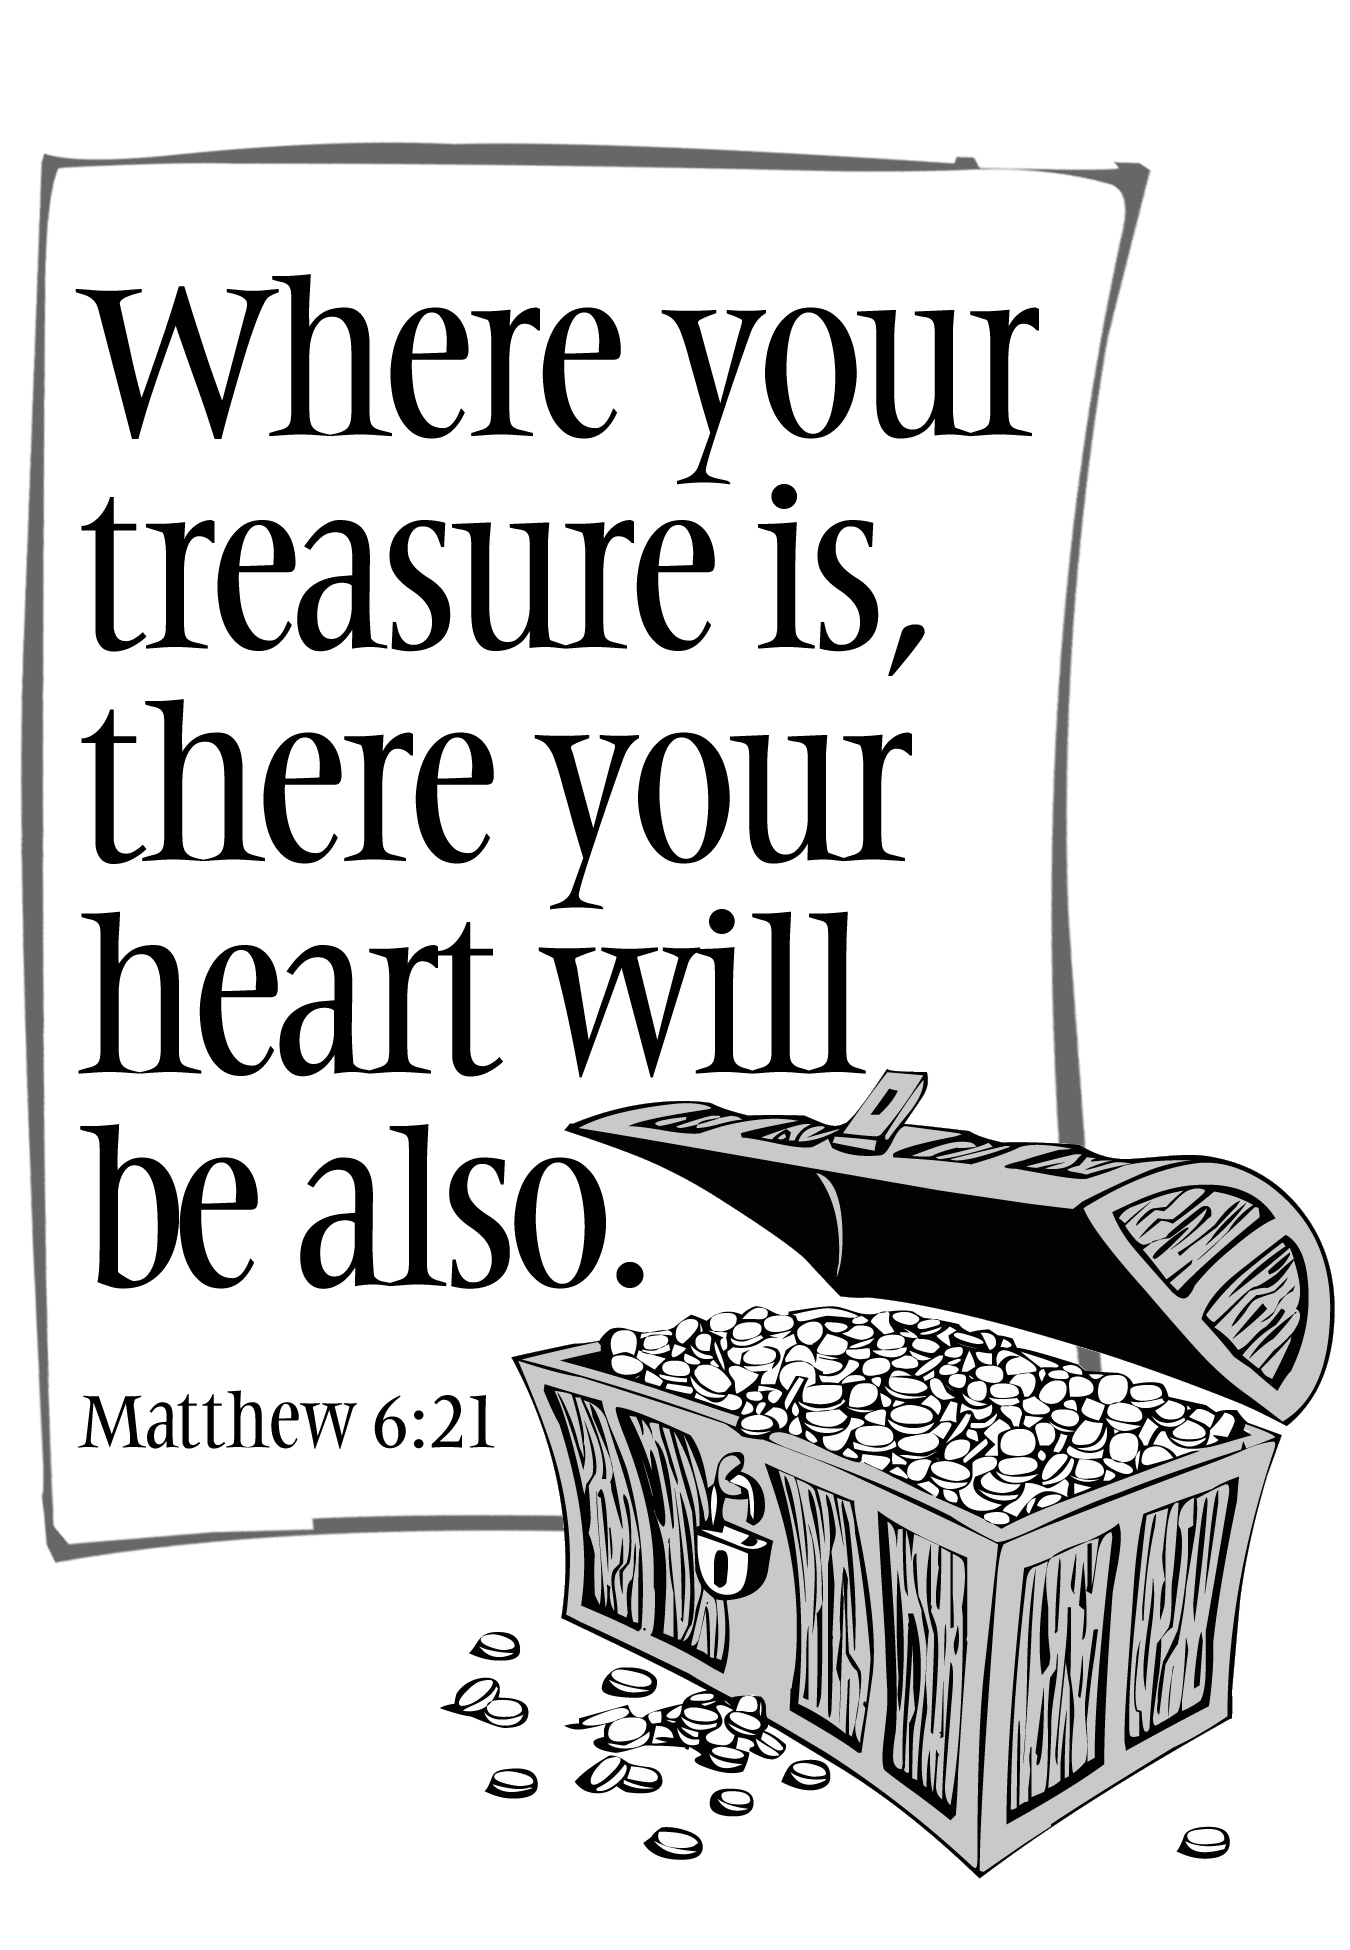 Where your
treasure is,
there your
heart will
be also.
Matthew 6:21